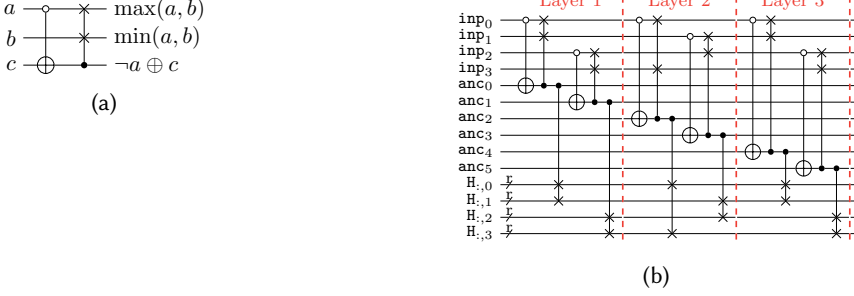 a max(a, b)
b min(a, b)
c ¬a ⊕ c
(a)
Layer 1 Layer 2 Layer 3
inp₀
inp₁
inp₂
inp₃
anc₀
anc₁
anc₂
anc₃
anc₄
anc₅
H:,₀ r
H:,₁ r
H:,₂ r
H:,₃ r
(b)